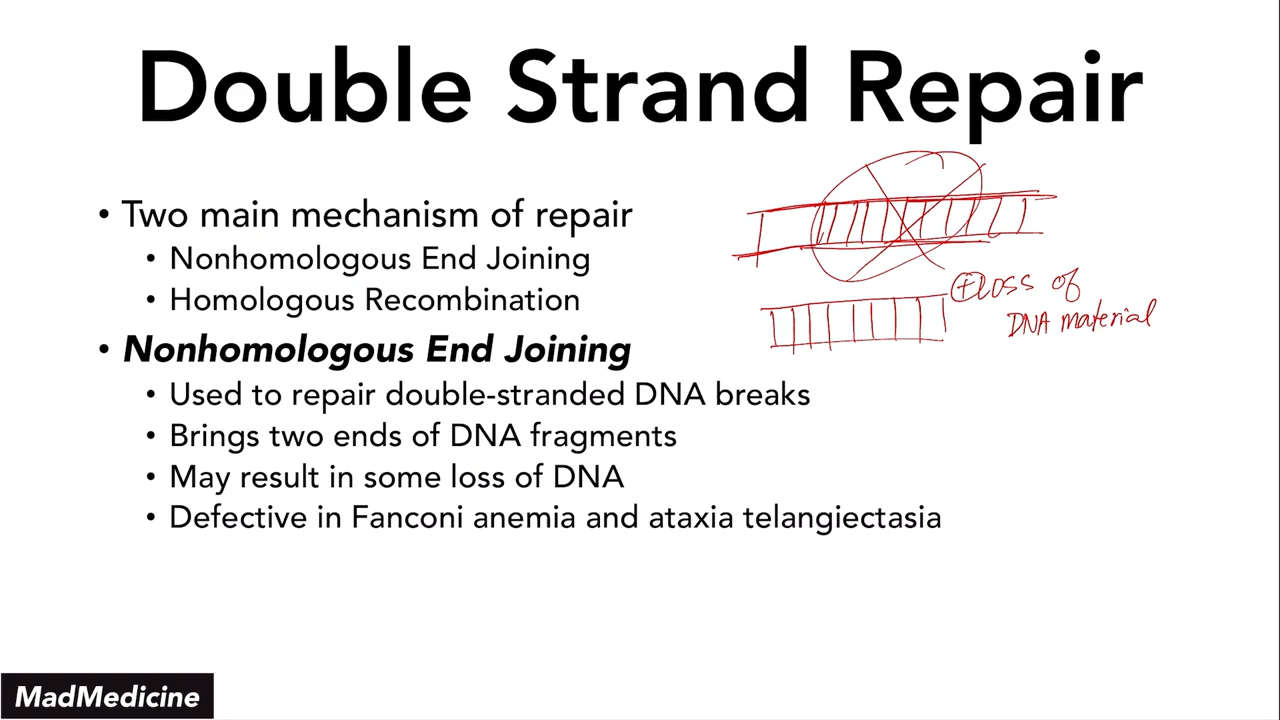 Double Strand Repair
• Two main mechanism of repair
• Nonhomologous End Joining
• Homologous Recombination
⊕ loss of
DNA material
• Nonhomologous End Joining
• Used to repair double-stranded DNA breaks
• Brings two ends of DNA fragments
• May result in some loss of DNA
• Defective in Fanconi anemia and ataxia telangiectasia
MadMedicine